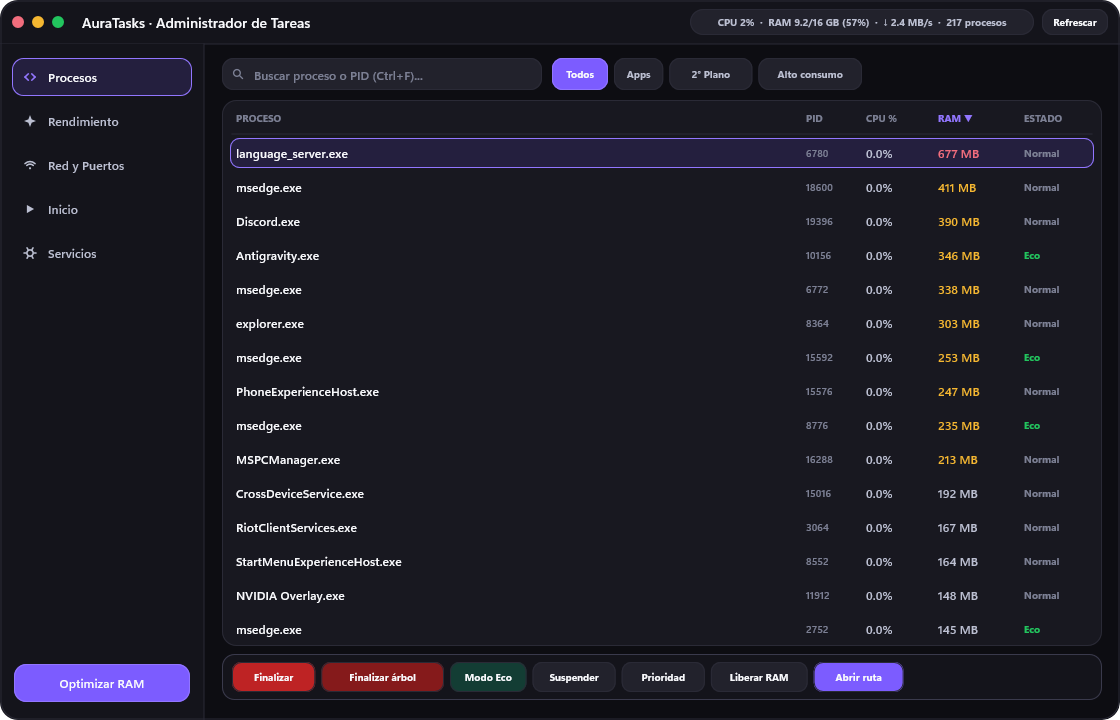 AuraTasks · Administrador de Tareas
CPU 2% · RAM 9.2/16 GB (57%) · ↓ 2.4 MB/s · 217 procesos
Refrescar
Procesos
Rendimiento
Red y Puertos
Inicio
Servicios
Optimizar RAM
Buscar proceso o PID (Ctrl+F)...
Todos
Apps
2° Plano
Alto consumo
PROCESO PID CPU % RAM ▼ ESTADO
language_server.exe 6780 0.0% 677 MB Normal
msedge.exe 18600 0.0% 411 MB Normal
Discord.exe 19396 0.0% 390 MB Normal
Antigravity.exe 10156 0.0% 346 MB Eco
msedge.exe 6772 0.0% 338 MB Normal
explorer.exe 8364 0.0% 303 MB Normal
msedge.exe 15592 0.0% 253 MB Eco
PhoneExperienceHost.exe 15576 0.0% 247 MB Normal
msedge.exe 8776 0.0% 235 MB Eco
MSPCManager.exe 16288 0.0% 213 MB Normal
CrossDeviceService.exe 15016 0.0% 192 MB Normal
RiotClientServices.exe 3064 0.0% 167 MB Normal
StartMenuExperienceHost.exe 8552 0.0% 164 MB Normal
NVIDIA Overlay.exe 11912 0.0% 148 MB Normal
msedge.exe 2752 0.0% 145 MB Eco
Finalizar
Finalizar árbol
Modo Eco
Suspender
Prioridad
Liberar RAM
Abrir ruta